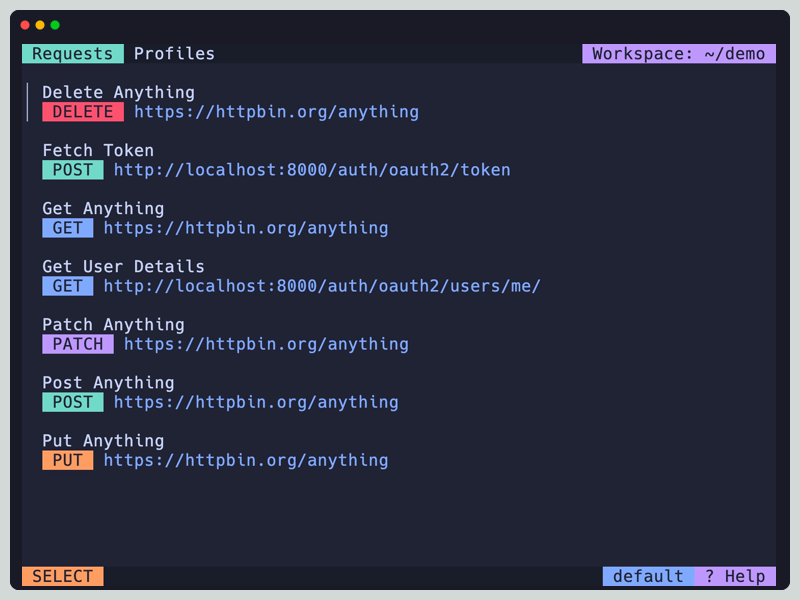 Requests Profiles Workspace: ~/demo
Delete Anything
DELETE https://httpbin.org/anything
Fetch Token
POST http://localhost:8000/auth/oauth2/token
Get Anything
GET https://httpbin.org/anything
Get User Details
GET http://localhost:8000/auth/oauth2/users/me/
Patch Anything
PATCH https://httpbin.org/anything
Post Anything
POST https://httpbin.org/anything
Put Anything
PUT https://httpbin.org/anything
SELECT default ? Help